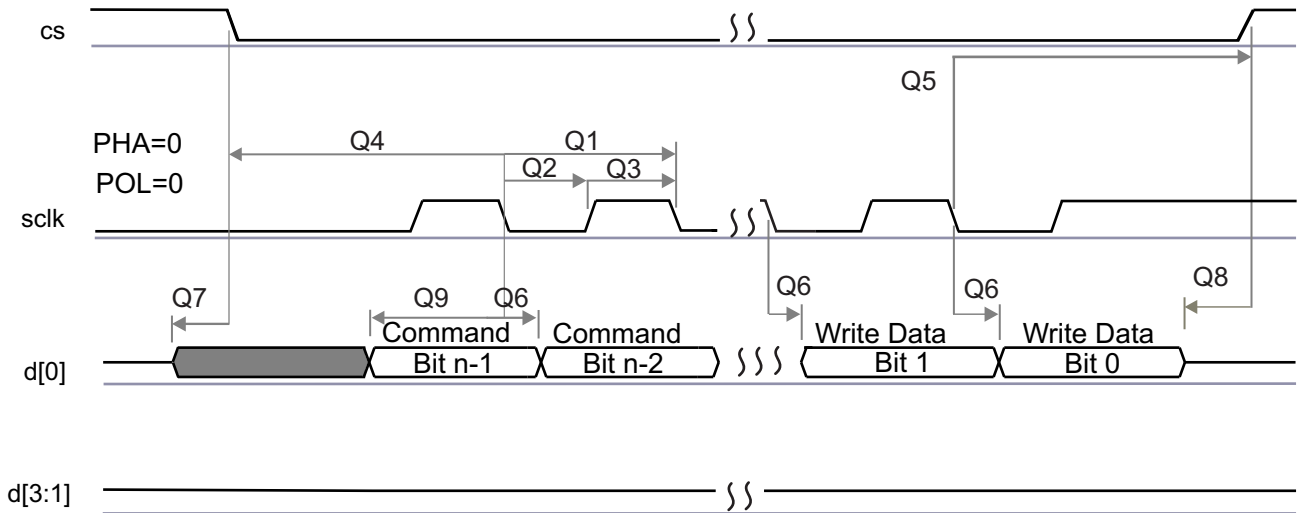 cs
Q5
PHA=0
Q4
Q1
POL=0
Q2
Q3
sclk
Q7
Q9
Q6
Q6
Q6
Q8
Command
Command
Write Data
Write Data
d[0]
Bit n-1
Bit n-2
Bit 1
Bit 0
d[3:1]